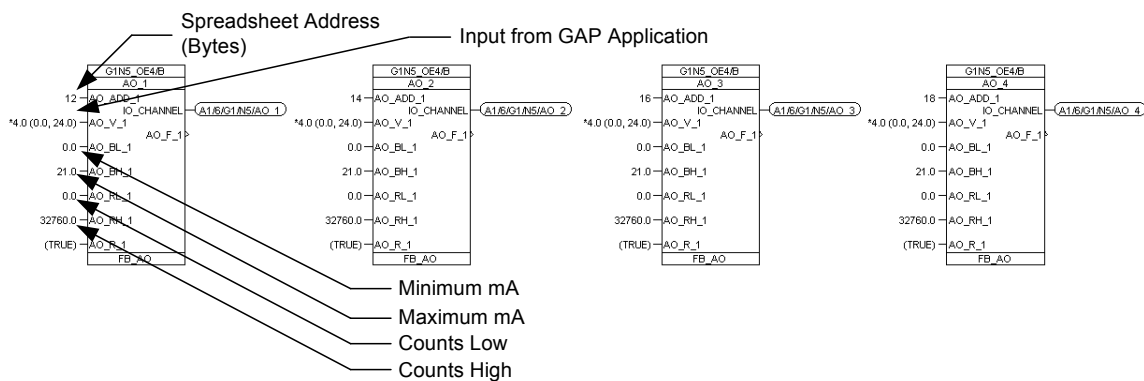 Spreadsheet Address
(Bytes)
Input from GAP Application
G1N5_OE4/B
AO_1
12 AO_ADD_1
IO_CHANNEL A1/6/G1/N5/AO_1
*4.0 (0.0, 24.0) AO_V_1
AO_F_1
0.0 AO_BL_1
21.0 AO_BH_1
0.0 AO_RL_1
32760.0 AO_RH_1
(TRUE) AO_R_1
FB_AO
G1N5_OE4/B
AO_2
14 AO_ADD_1
IO_CHANNEL A1/6/G1/N5/AO_2
*4.0 (0.0, 24.0) AO_V_1
AO_F_1
0.0 AO_BL_1
21.0 AO_BH_1
0.0 AO_RL_1
32760.0 AO_RH_1
(TRUE) AO_R_1
FB_AO
G1N5_OE4/B
AO_3
16 AO_ADD_1
IO_CHANNEL A1/6/G1/N5/AO_3
*4.0 (0.0, 24.0) AO_V_1
AO_F_1
0.0 AO_BL_1
21.0 AO_BH_1
0.0 AO_RL_1
32760.0 AO_RH_1
(TRUE) AO_R_1
FB_AO
G1N5_OE4/B
AO_4
18 AO_ADD_1
IO_CHANNEL A1/6/G1/N5/AO_4
*4.0 (0.0, 24.0) AO_V_1
AO_F_1
0.0 AO_BL_1
21.0 AO_BH_1
0.0 AO_RL_1
32760.0 AO_RH_1
(TRUE) AO_R_1
FB_AO
Minimum mA
Maximum mA
Counts Low
Counts High